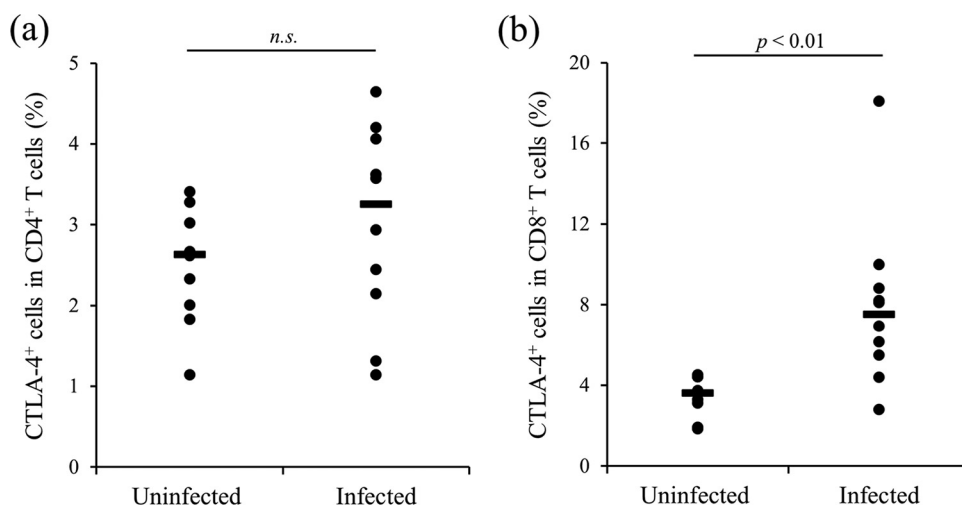 (a)
n.s.
CTLA-4⁺ cells in CD4⁺ T cells (%)
5
4
3
2
1
0
Uninfected
Infected
(b)
p < 0.01
CTLA-4⁺ cells in CD8⁺ T cells (%)
20
16
12
8
4
0
Uninfected
Infected